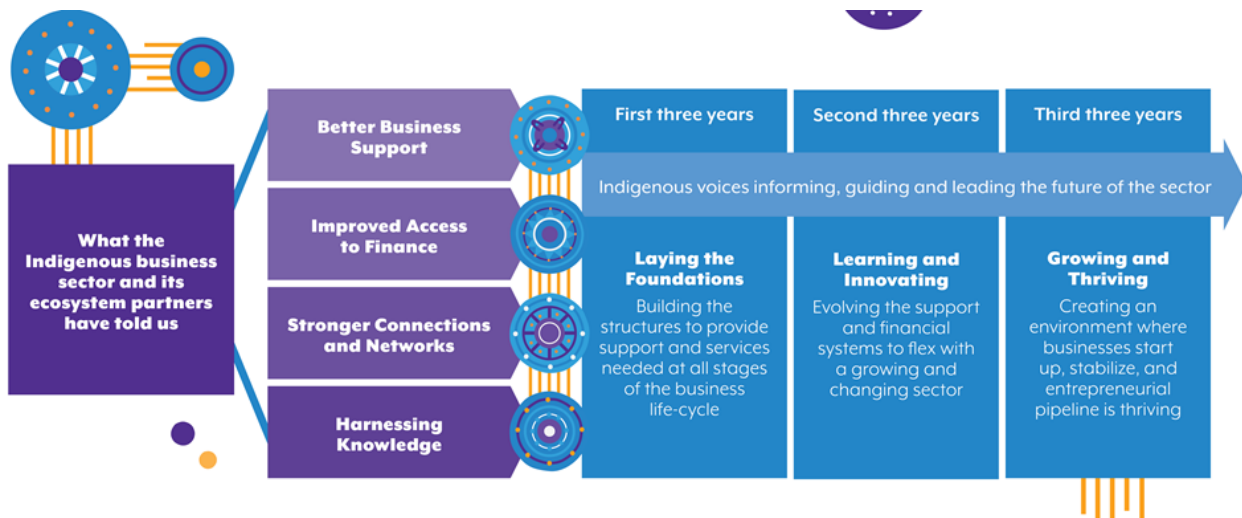 What the
Indigenous business
sector and its
ecosystem partners
have told us
Better Business
Support
Improved Access
to Finance
Stronger Connections
and Networks
Harnessing
Knowledge
First three years
Second three years
Third three years
Indigenous voices informing, guiding and leading the future of the sector
Laying the
Foundations
Building the
structures to provide
support and services
needed at all stages
of the business
life-cycle
Learning and
Innovating
Evolving the support
and financial
systems to flex with
a growing and
changing sector
Growing and
Thriving
Creating an
environment where
businesses start
up, stabilize, and
entrepreneurial
pipeline is thriving